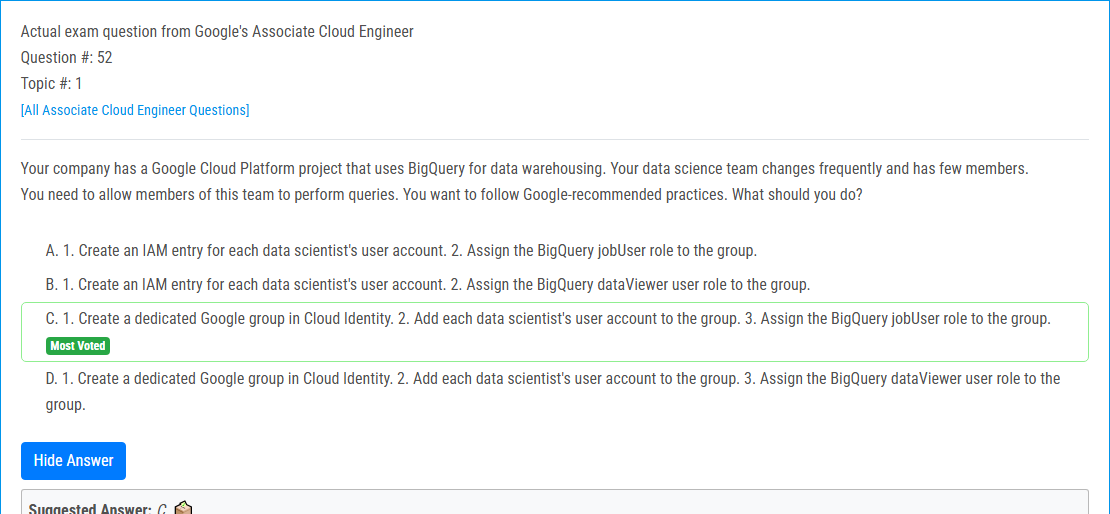 Actual exam question from Google's Associate Cloud Engineer
Question #: 52
Topic #: 1
[All Associate Cloud Engineer Questions]
Your company has a Google Cloud Platform project that uses BigQuery for data warehousing. Your data science team changes frequently and has few members.
You need to allow members of this team to perform queries. You want to follow Google-recommended practices. What should you do?
A. 1. Create an IAM entry for each data scientist's user account. 2. Assign the BigQuery jobUser role to the group.
B. 1. Create an IAM entry for each data scientist's user account. 2. Assign the BigQuery dataViewer user role to the group.
C. 1. Create a dedicated Google group in Cloud Identity. 2. Add each data scientist's user account to the group. 3. Assign the BigQuery jobUser role to the group.
Most Voted
D. 1. Create a dedicated Google group in Cloud Identity. 2. Add each data scientist's user account to the group. 3. Assign the BigQuery dataViewer user role to the
group.
Hide Answer
Suggested Answer: C